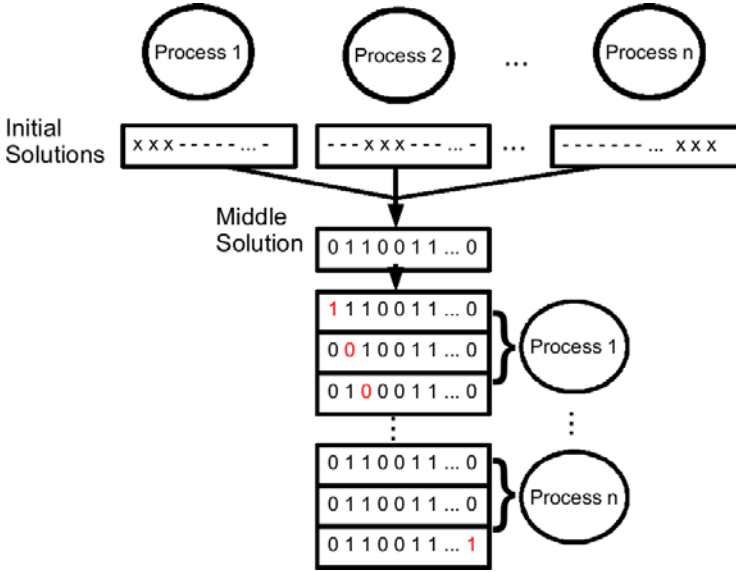 Process 1
Process 2
...
Process n
Initial
Solutions
x x x - - - - - ... -
- - - x x x - - - ... -
...
- - - - - - - ... x x x
Middle
Solution
0 1 1 0 0 1 1 ... 0
1 1 1 0 0 1 1 ... 0
0 0 1 0 0 1 1 ... 0
0 1 0 0 0 1 1 ... 0
Process 1
...
...
0 1 1 0 0 1 1 ... 0
0 1 1 0 0 1 1 ... 0
0 1 1 0 0 1 1 ... 1
Process n